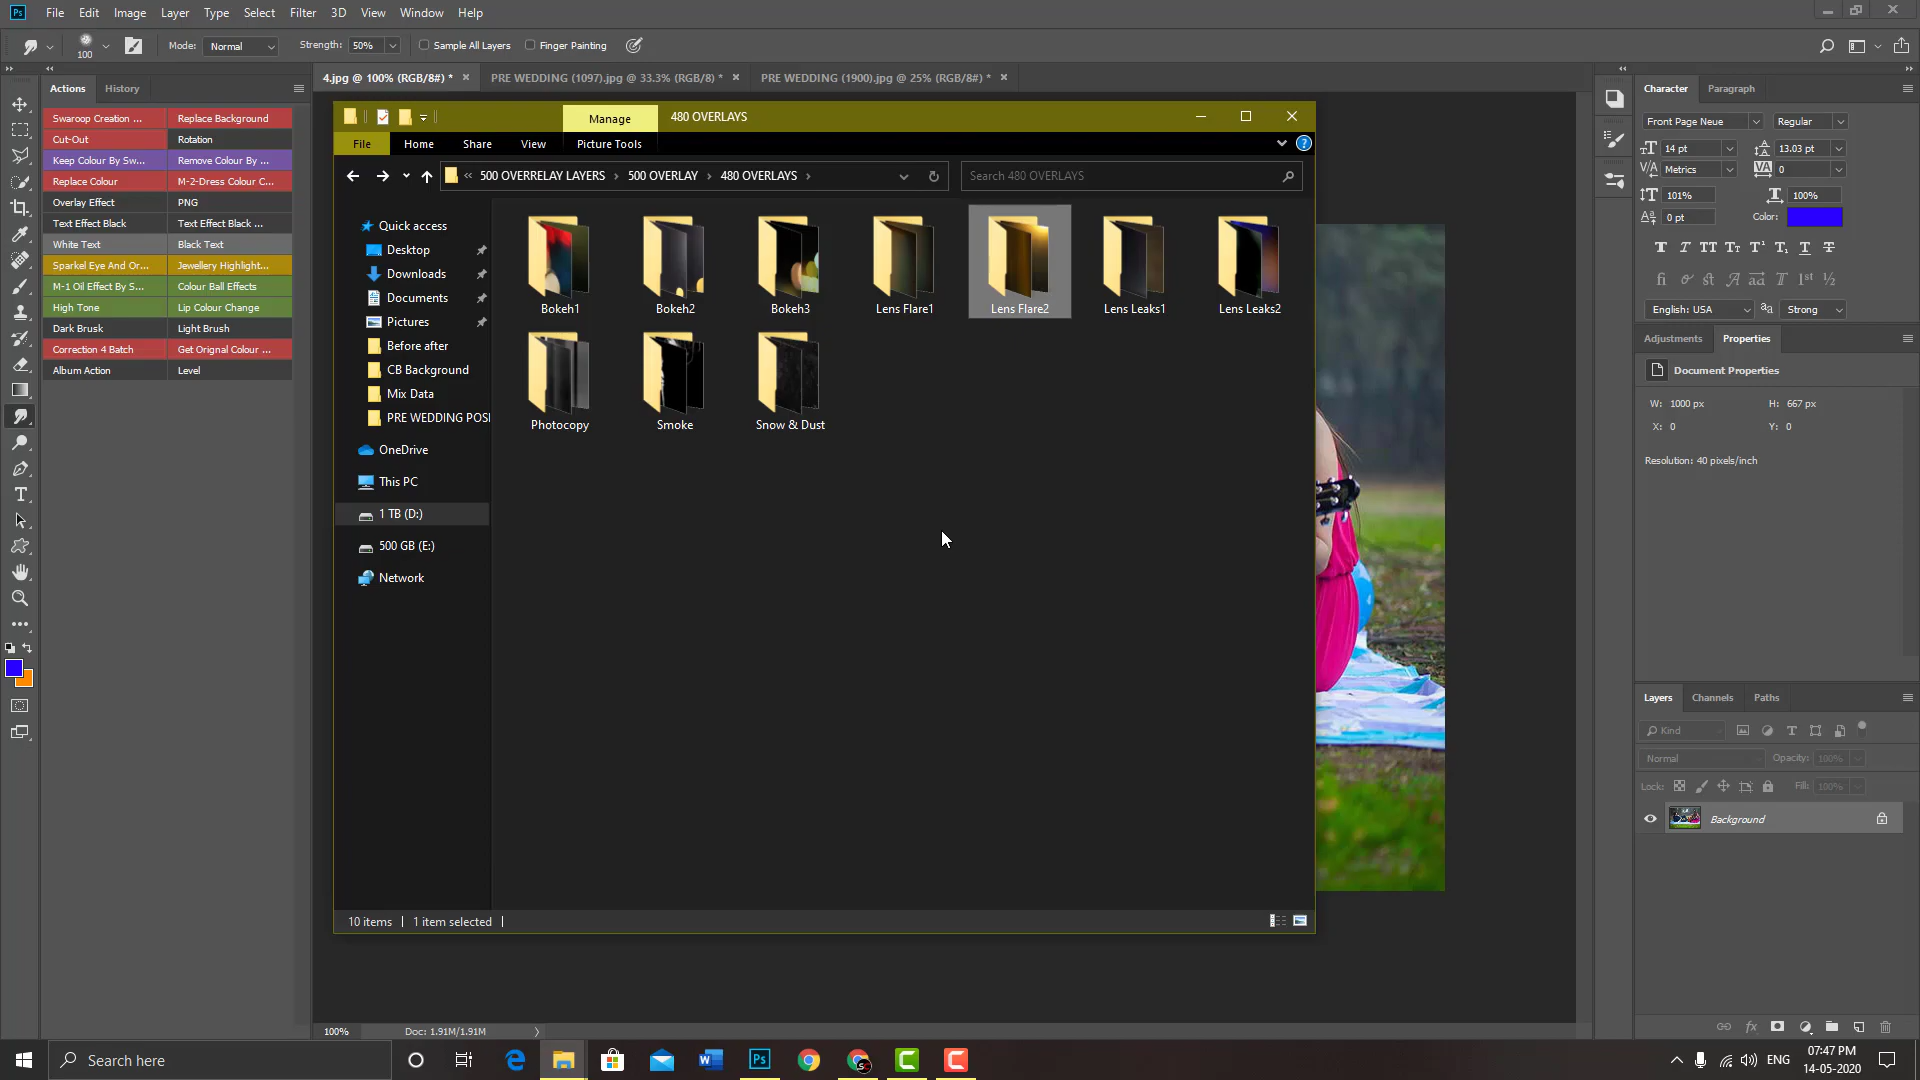 Ps File Edit Image Layer Type Select Filter 3D View Window Help
100 Mode: Normal Strength: 50% Sample All Layers Finger Painting
Actions History
4.jpg @ 100% (RGB/8#) * × PRE WEDDING (1097).jpg @ 33.3% (RGB/8) * × PRE WEDDING (1900).jpg @ 25% (RGB/8#) * ×
Swaroop Creation ... Replace Background
Cut-Out Rotation
Keep Colour By Sw... Remove Colour By ...
Replace Colour M-2-Dress Colour C...
Overlay Effect PNG
Text Effect Black Text Effect Black ...
White Text Black Text
Sparkel Eye And Or... Jewellery Highlight...
M-1 Oil Effect By S... Colour Ball Effects
High Tone Lip Colour Change
Dark Brusk Light Brush
Correction 4 Batch Get Orignal Colour ...
Album Action Level
Manage 480 OVERLAYS
File Home Share View Picture Tools
« 500 OVERRELAY LAYERS › 500 OVERLAY › 480 OVERLAYS › Search 480 OVERLAYS
Quick access
Desktop
Downloads
Documents
Pictures
Before after
CB Background
Mix Data
PRE WEDDING POSI
OneDrive
This PC
1 TB (D:)
500 GB (E:)
Network
Bokeh1 Bokeh2 Bokeh3 Lens Flare1 Lens Flare2 Lens Leaks1 Lens Leaks2
Photocopy Smoke Snow & Dust
10 items 1 item selected
Character Paragraph
Front Page Neue Regular
14 pt 13.03 pt
Metrics 0
101% 100%
0 pt Color:
English: USA aa Strong
Adjustments Properties
Document Properties
W: 1000 px H: 667 px
X: 0 Y: 0
Resolution: 40 pixels/inch
Layers Channels Paths
Kind
Normal Opacity: 100%
Lock: Fill: 100%
Background
100% Doc: 1.91M/1.91M
Search here
ENG
07:47 PM
14-05-2020